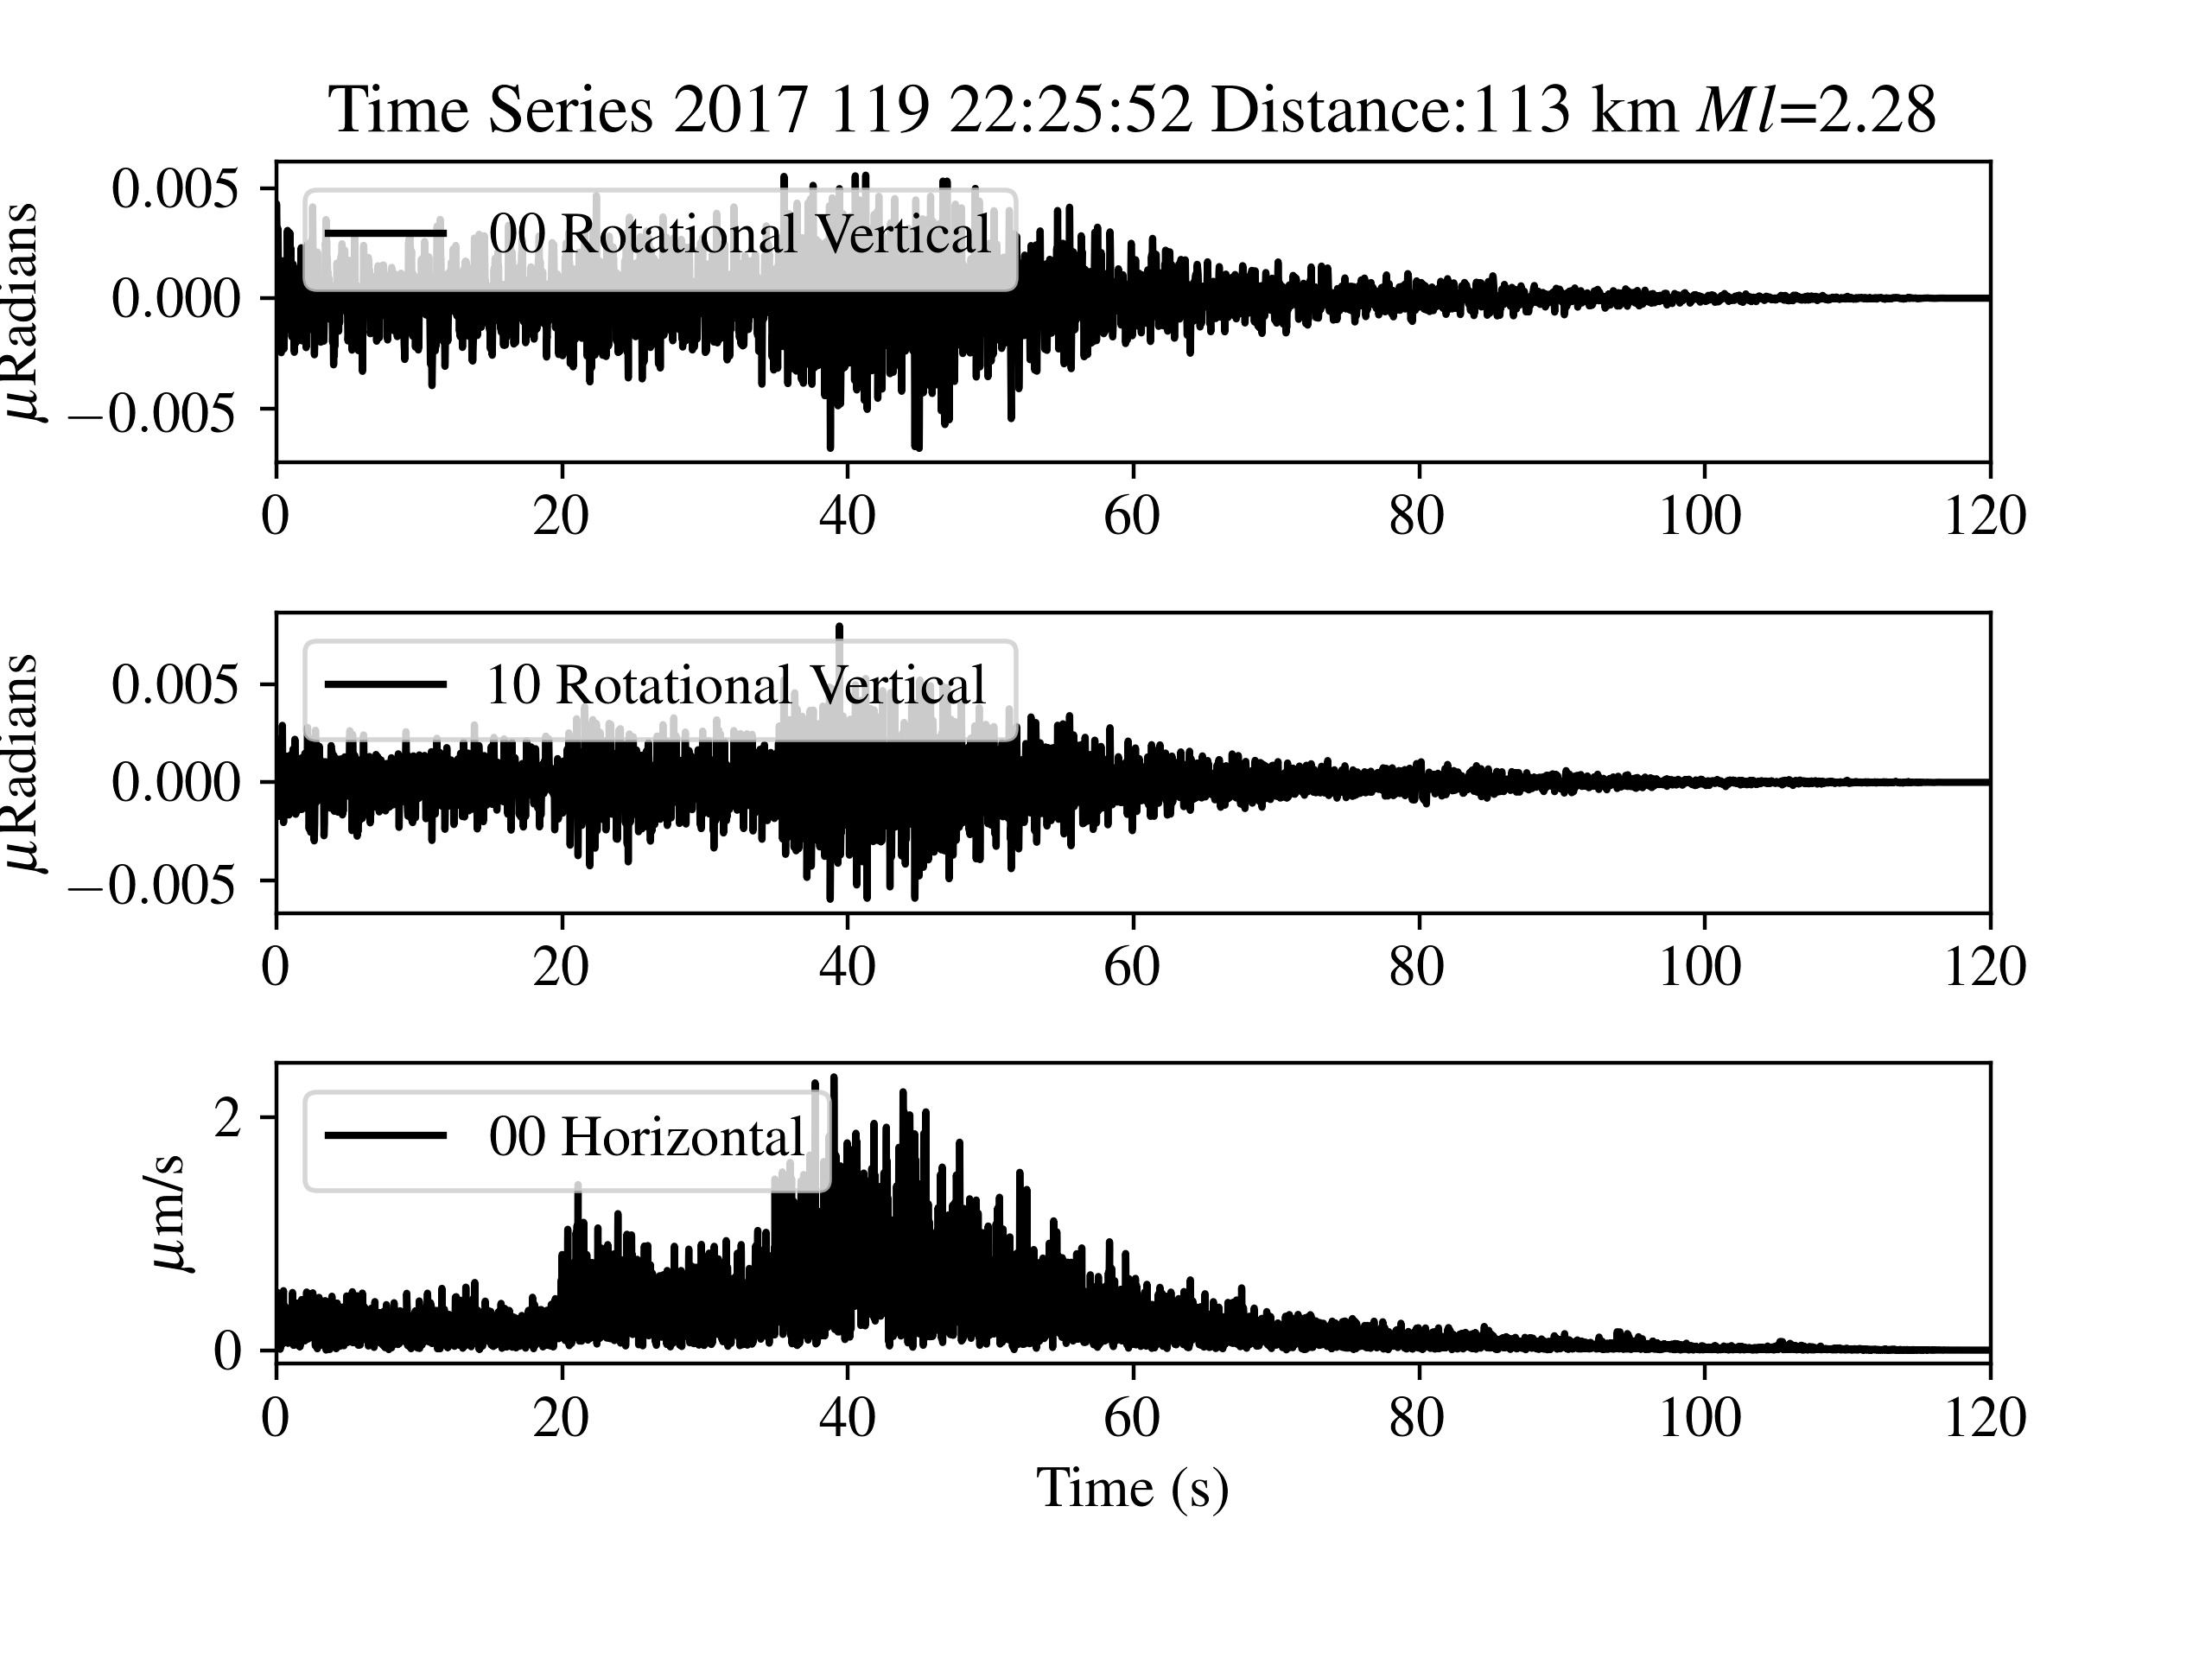 Time Series 2017 119 22:25:52 Distance:113 km Ml=2.28
μRadians
0.005
0.000
−0.005
00 Rotational Vertical
0 20 40 60 80 100 120
μRadians
0.005
0.000
−0.005
10 Rotational Vertical
0 20 40 60 80 100 120
μm/s
2
0
00 Horizontal
0 20 40 60 80 100 120
Time (s)